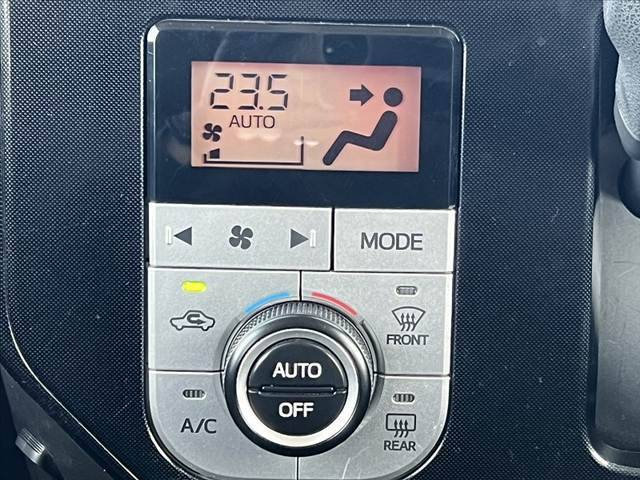 23.5
AUTO
MODE
FRONT
AUTO
OFF
A/C
REAR